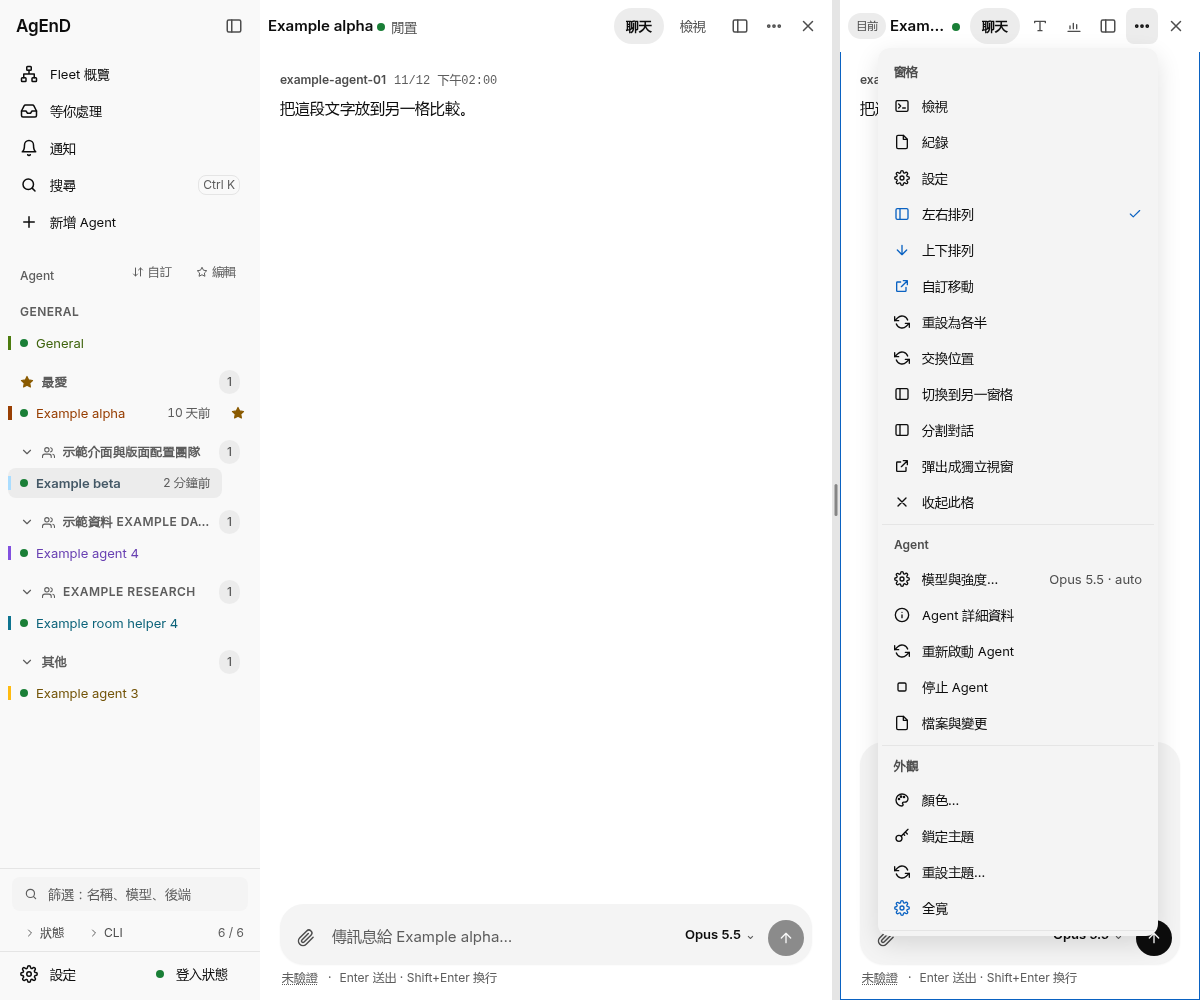 AgEnD
Fleet 概覽
等你處理
通知
搜尋 Ctrl K
新增 Agent
Agent 自訂 編輯
GENERAL
General
最愛 1
Example alpha 10 天前
示範介面與版面配置團隊 1
Example beta 2 分鐘前
示範資料 EXAMPLE DA... 1
Example agent 4
EXAMPLE RESEARCH 1
Example room helper 4
其他 1
Example agent 3
篩選：名稱、模型、後端
狀態 CLI 6 / 6
設定 登入狀態
Example alpha 閒置 聊天 檢視
example-agent-01 11/12 下午02:00
把這段文字放到另一格比較。
傳訊息給 Example alpha... Opus 5.5
未驗證 · Enter 送出 · Shift+Enter 換行
目前 Exam... 聊天
窗格
檢視
紀錄
設定
左右排列
上下排列
自訂移動
重設為各半
交換位置
切換到另一窗格
分割對話
彈出成獨立視窗
收起此格
Agent
模型與強度... Opus 5.5 · auto
Agent 詳細資料
重新啟動 Agent
停止 Agent
檔案與變更
外觀
顏色...
鎖定主題
重設主題...
全寬
未驗證 · Enter 送出 · Shift+Enter 換行